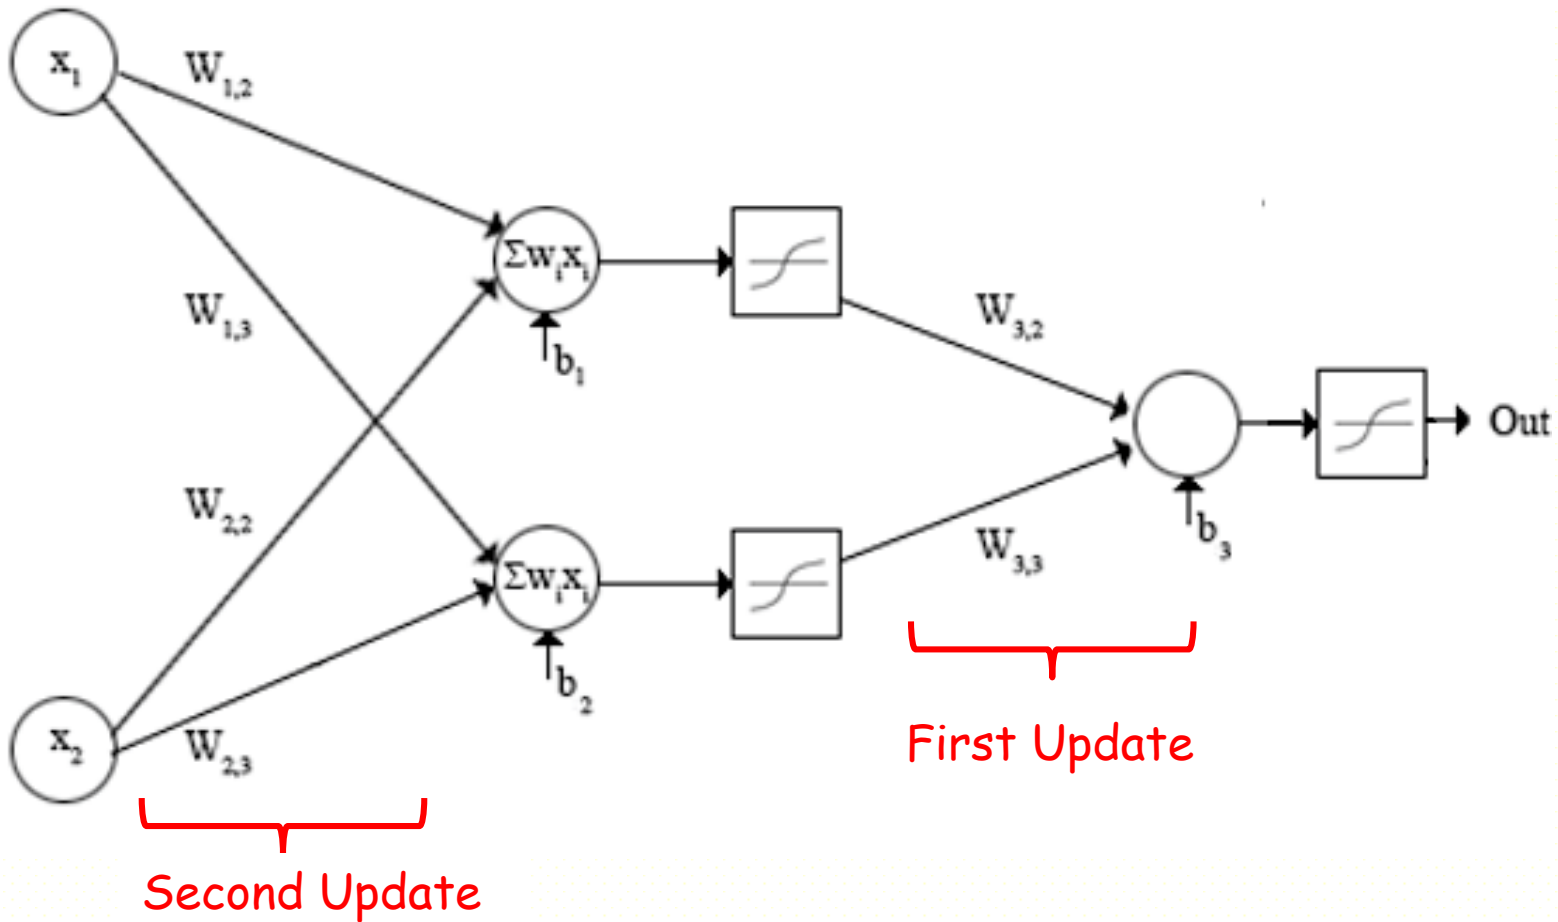 x₁
W₁,₂
W₁,₃
Σwᵢxᵢ
b₁
W₃,₂
Out
W₂,₂
Σwᵢxᵢ
b₃
W₃,₃
b₂
x₂
W₂,₃
First Update
Second Update